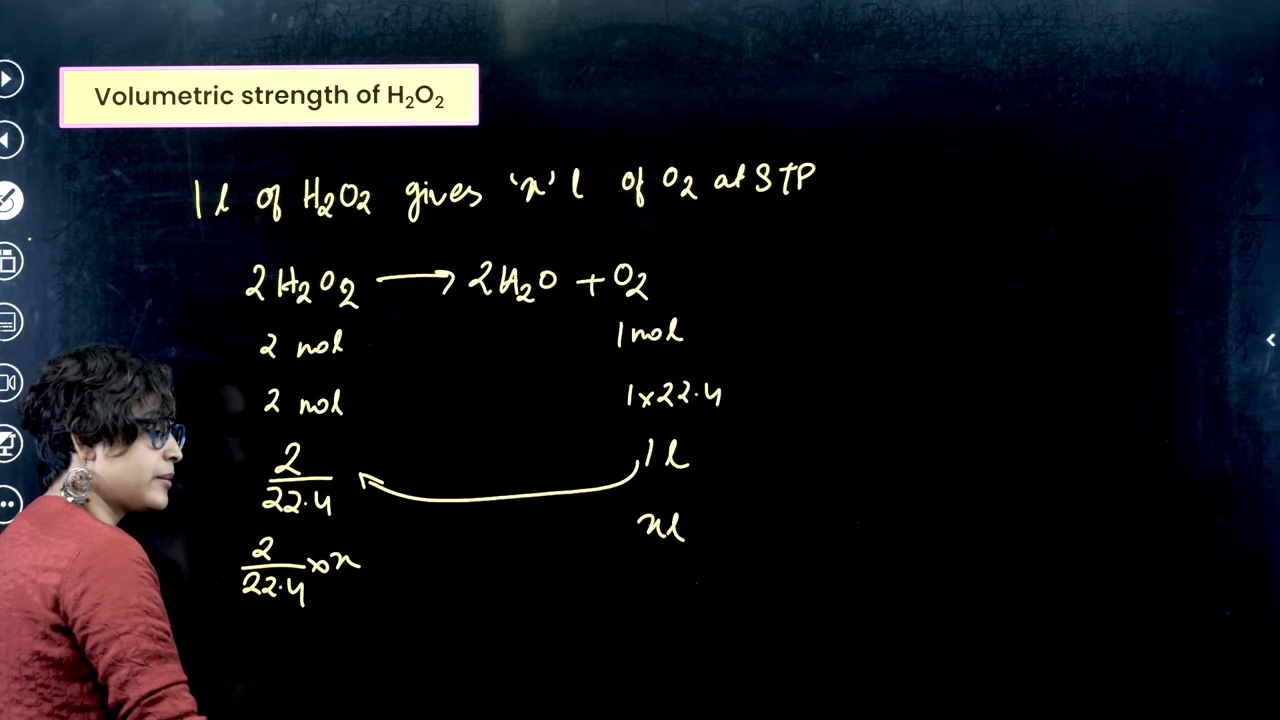 Volumetric strength of H₂O₂
1 l of H₂O₂ gives 'x' l of O₂ at STP
2H₂O₂ ⟶ 2H₂O + O₂
2 mol 1 mol
2 mol 1×22.4
2/22.4 1 l
2/22.4 × x xl